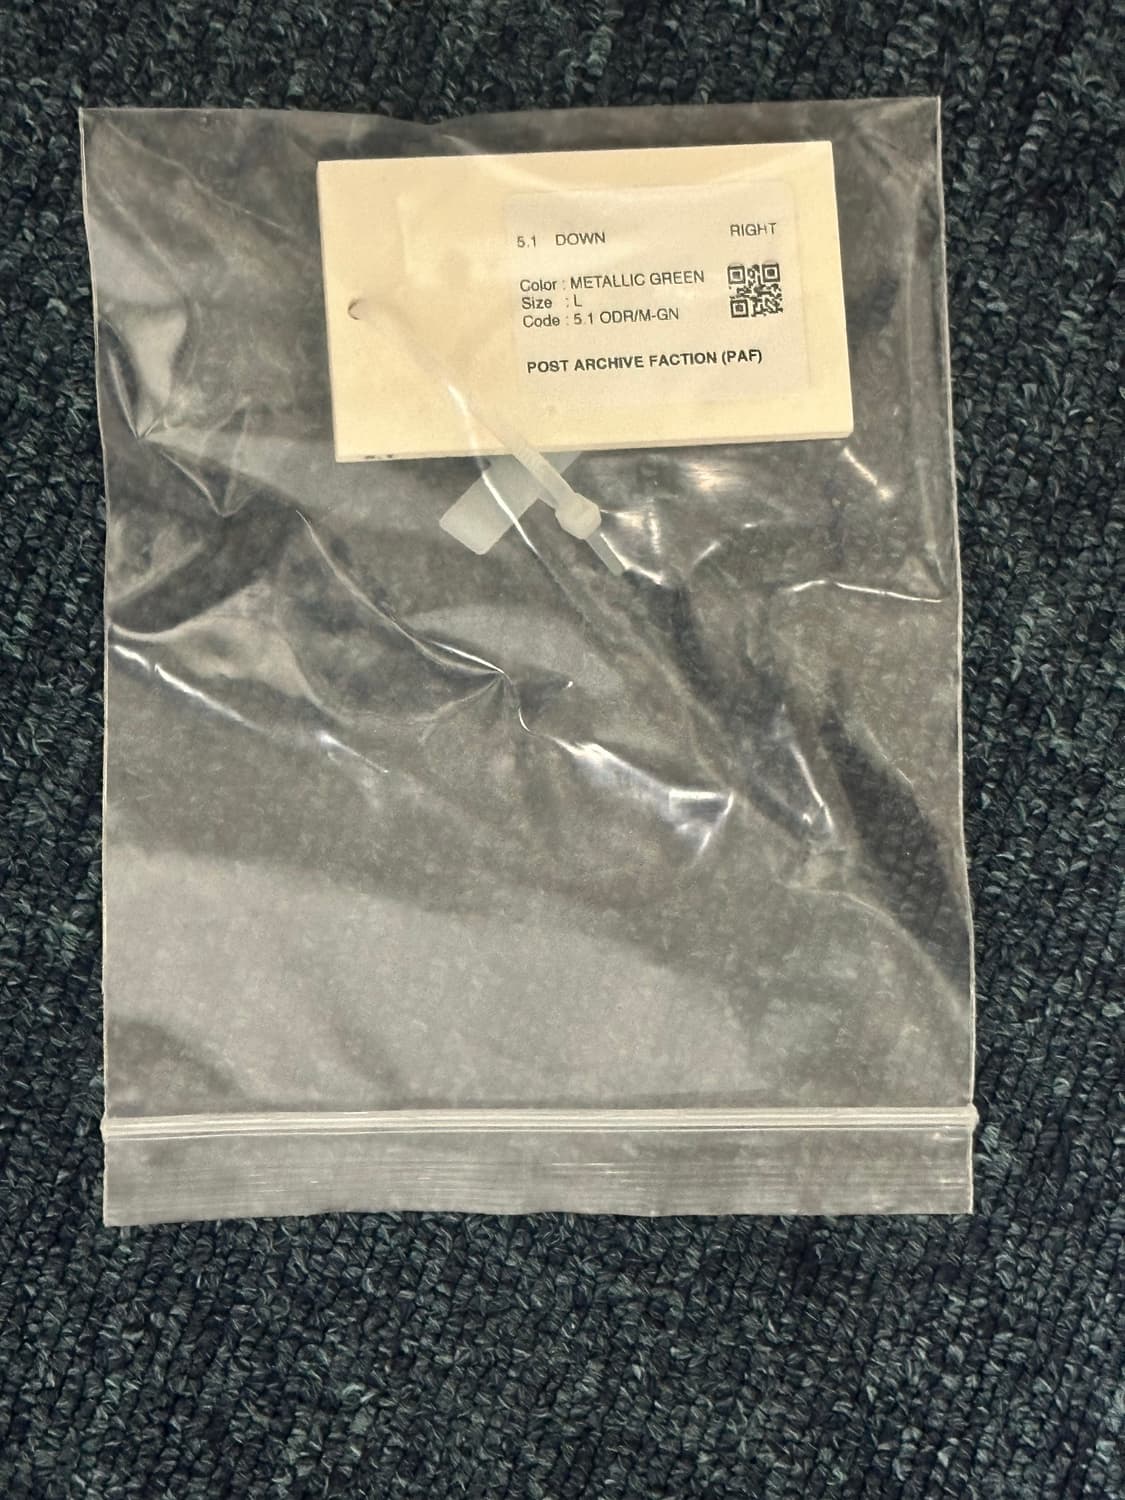 5.1 DOWN RIGHT
Color : METALLIC GREEN
Size : L
Code : 5.1 ODR/M-GN
POST ARCHIVE FACTION (PAF)